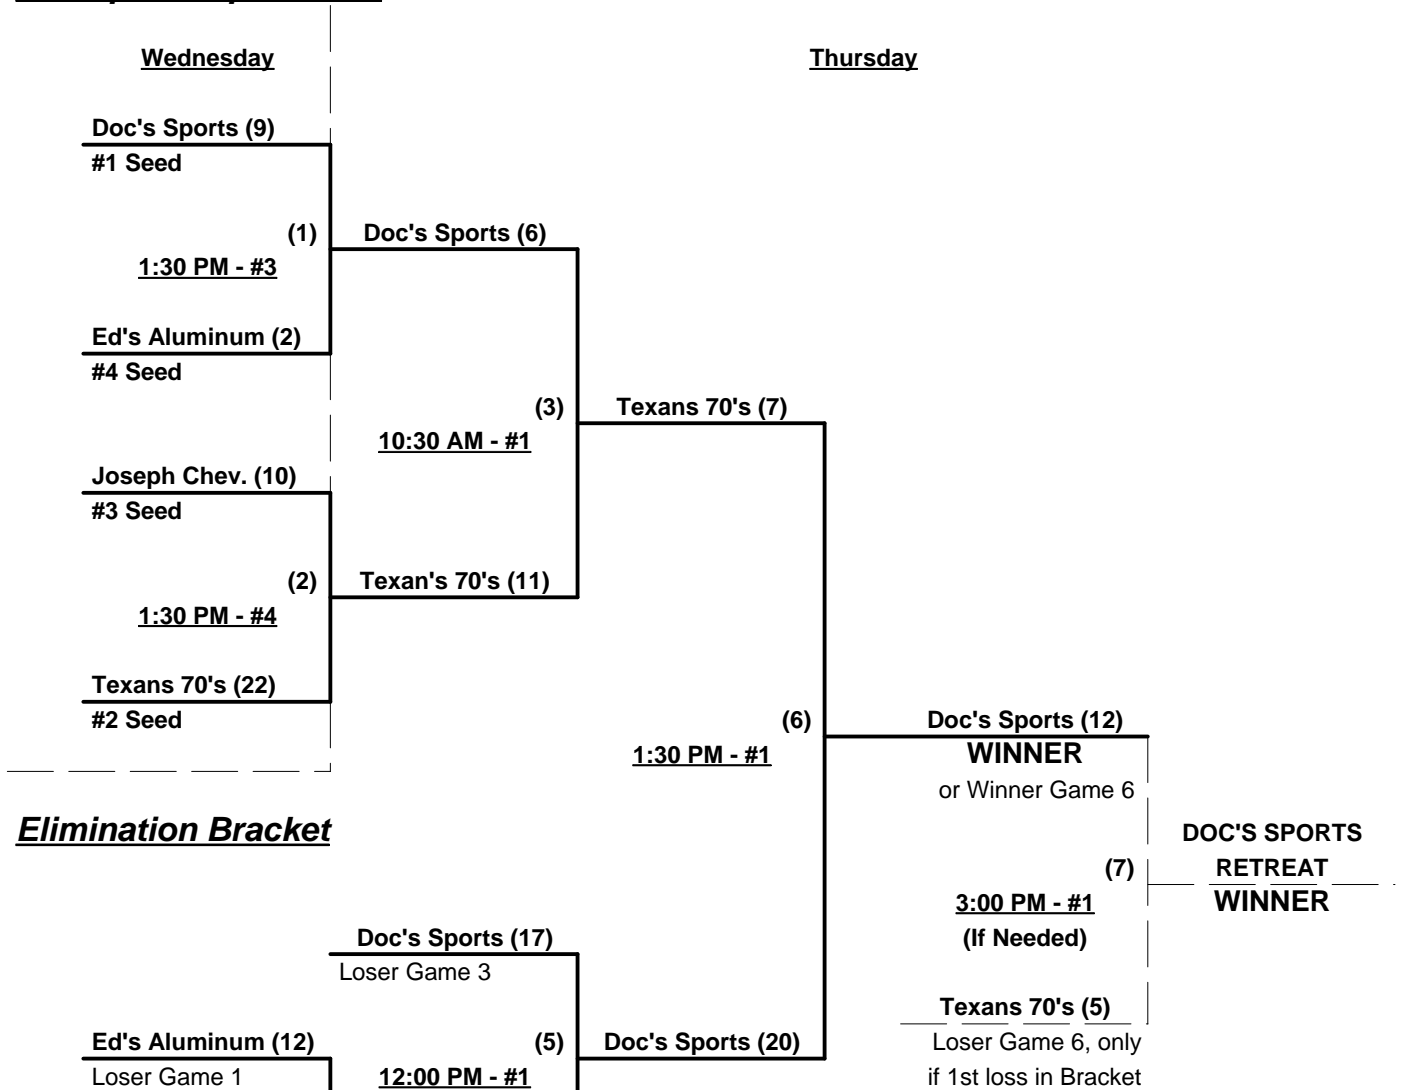 Wednesday
Thursday
Doc's Sports (9)
#1 Seed
(1)
Doc's Sports (6)
1:30 PM - #3
Ed's Aluminum (2)
#4 Seed
(3)
Texans 70's (7)
10:30 AM - #1
Joseph Chev. (10)
#3 Seed
(2)
Texan's 70's (11)
1:30 PM - #4
Texans 70's (22)
#2 Seed
(6)
Doc's Sports (12)
1:30 PM - #1
WINNER
or Winner Game 6
Elimination Bracket
DOC'S SPORTS
(7)
RETREAT
3:00 PM - #1
WINNER
(If Needed)
Doc's Sports (17)
Loser Game 3
Texans 70's (5)
Ed's Aluminum (12)
(5)
Doc's Sports (20)
Loser Game 6, only
Loser Game 1
12:00 PM - #1
if 1st loss in Bracket